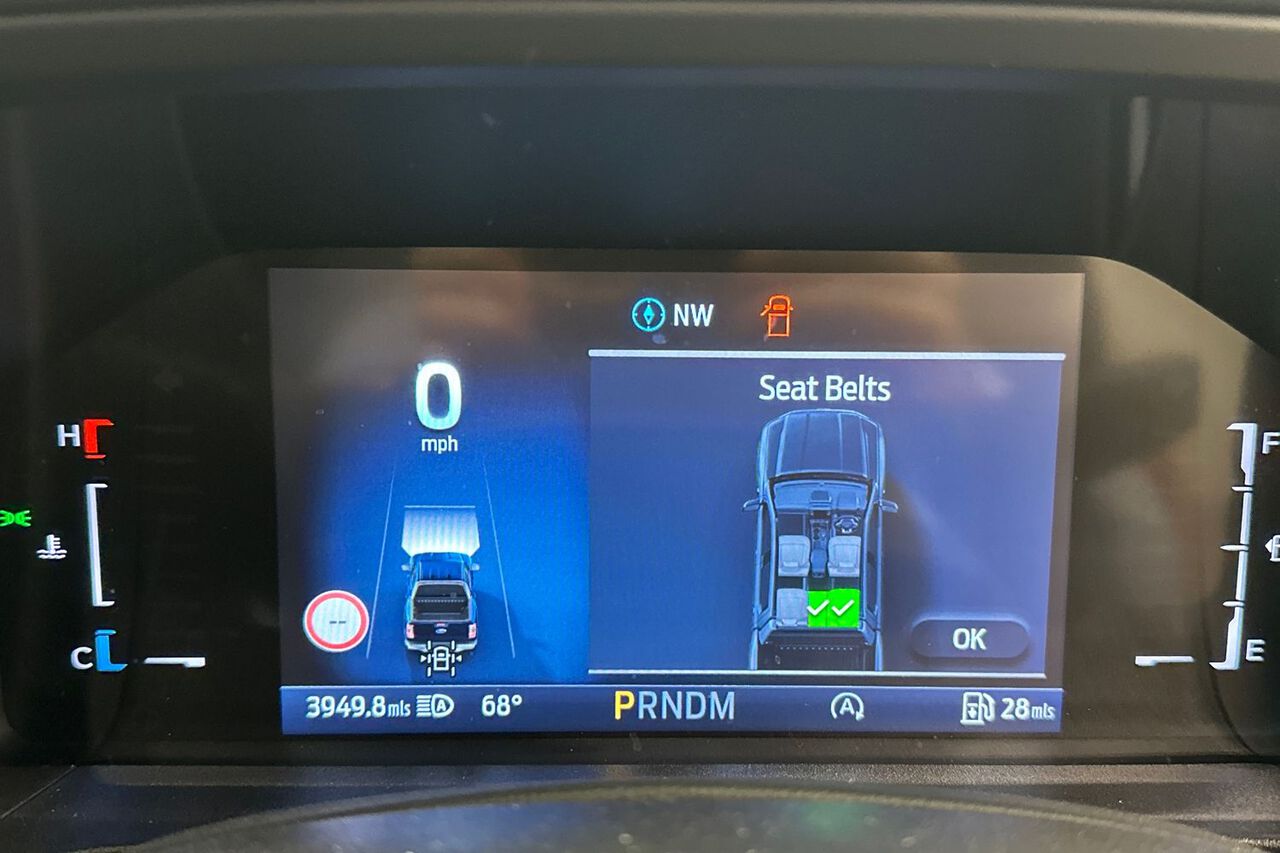 NW
0
mph
Seat Belts
H
C
--
OK
F
E
3949.8mls
A
68°
PRNDM
A
28mls